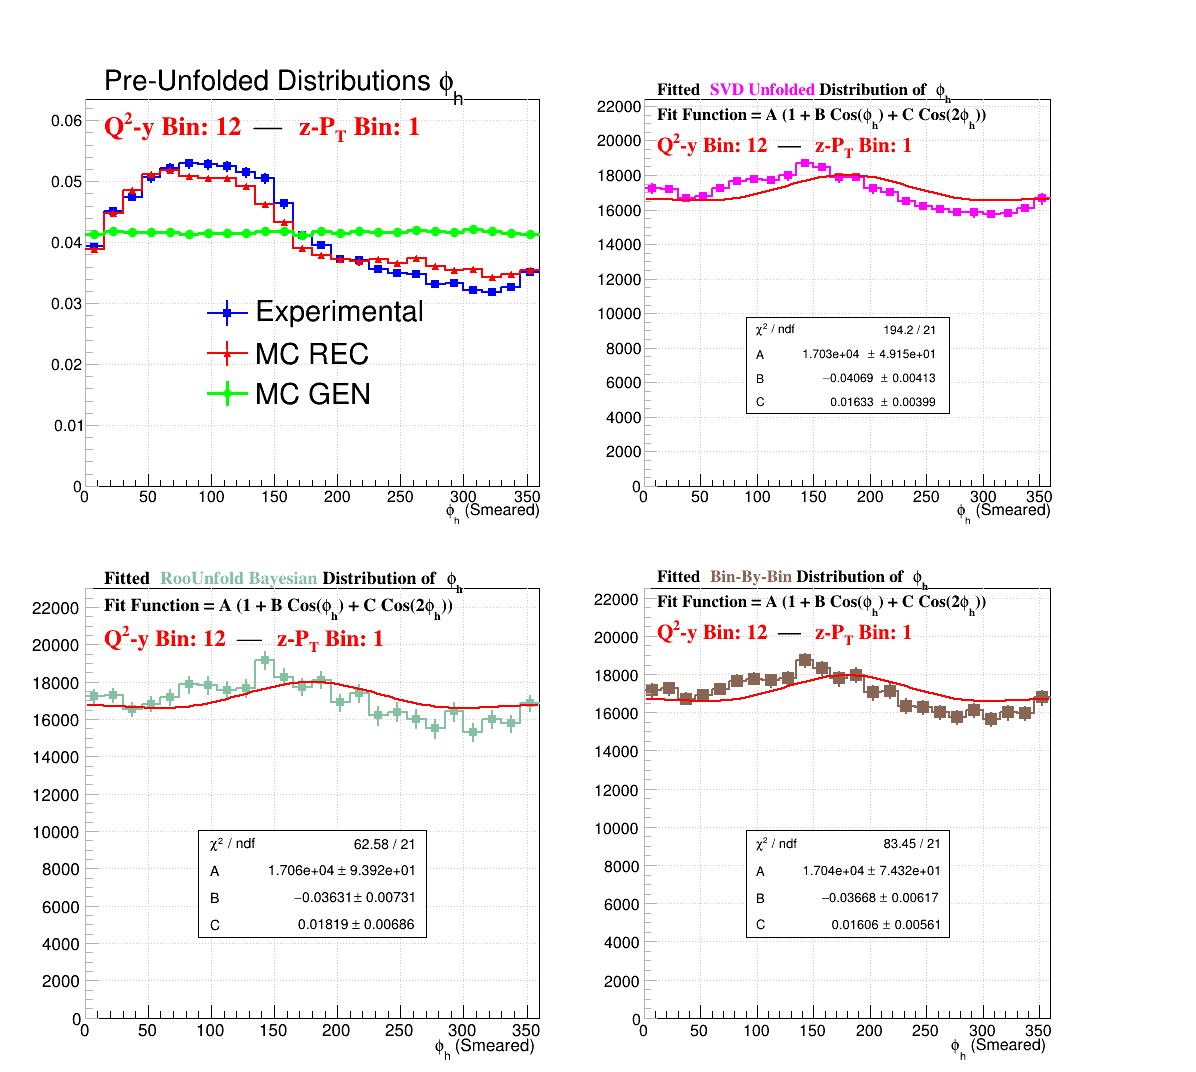 Pre-Unfolded Distributions ϕh
Q²-y Bin: 12 — z-PT Bin: 1
0.06
0.05
0.04
0.03
0.02
0.01
0
Experimental
MC REC
MC GEN
0 50 100 150 200 250 300 350
ϕh (Smeared)
Fitted SVD Unfolded Distribution of ϕh
Fit Function = A (1 + B Cos(ϕh) + C Cos(2ϕh))
Q²-y Bin: 12 — z-PT Bin: 1
22000
20000
18000
16000
14000
12000
10000
8000
6000
4000
2000
0
χ² / ndf 194.2 / 21
A 1.703e+04 ± 4.915e+01
B −0.04069 ± 0.00413
C 0.01633 ± 0.00399
0 50 100 150 200 250 300 350
ϕh (Smeared)
Fitted RooUnfold Bayesian Distribution of ϕh
Fit Function = A (1 + B Cos(ϕh) + C Cos(2ϕh))
Q²-y Bin: 12 — z-PT Bin: 1
22000
20000
18000
16000
14000
12000
10000
8000
6000
4000
2000
0
χ² / ndf 62.58 / 21
A 1.706e+04 ± 9.392e+01
B −0.03631 ± 0.00731
C 0.01819 ± 0.00686
0 50 100 150 200 250 300 350
ϕh (Smeared)
Fitted Bin-By-Bin Distribution of ϕh
Fit Function = A (1 + B Cos(ϕh) + C Cos(2ϕh))
Q²-y Bin: 12 — z-PT Bin: 1
22000
20000
18000
16000
14000
12000
10000
8000
6000
4000
2000
0
χ² / ndf 83.45 / 21
A 1.704e+04 ± 7.432e+01
B −0.03668 ± 0.00617
C 0.01606 ± 0.00561
0 50 100 150 200 250 300 350
ϕh (Smeared)